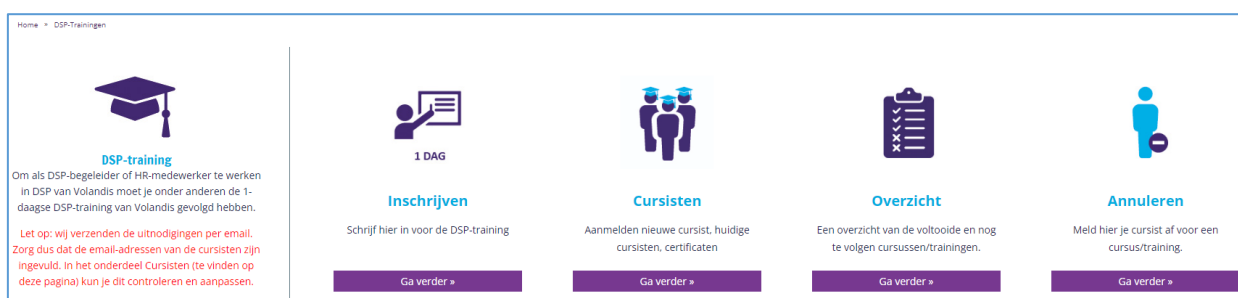 Home » DSP-Trainingen
DSP-training
Om als DSP-begeleider of HR-medewerker te werken
in DSP van Volandis moet je onder anderen de 1-
daagse DSP-training van Volandis gevolgd hebben.
Let op: wij verzenden de uitnodigingen per email.
Zorg dus dat de email-adressen van de cursisten zijn
ingevuld. In het onderdeel Cursisten (te vinden op
deze pagina) kun je dit controleren en aanpassen.
1 DAG
Inschrijven
Schrijf hier in voor de DSP-training
Ga verder »
Cursisten
Aanmelden nieuwe cursist, huidige
cursisten, certificaten
Ga verder »
Overzicht
Een overzicht van de voltooide en nog
te volgen cursussen/trainingen.
Ga verder »
Annuleren
Meld hier je cursist af voor een
cursus/training.
Ga verder »